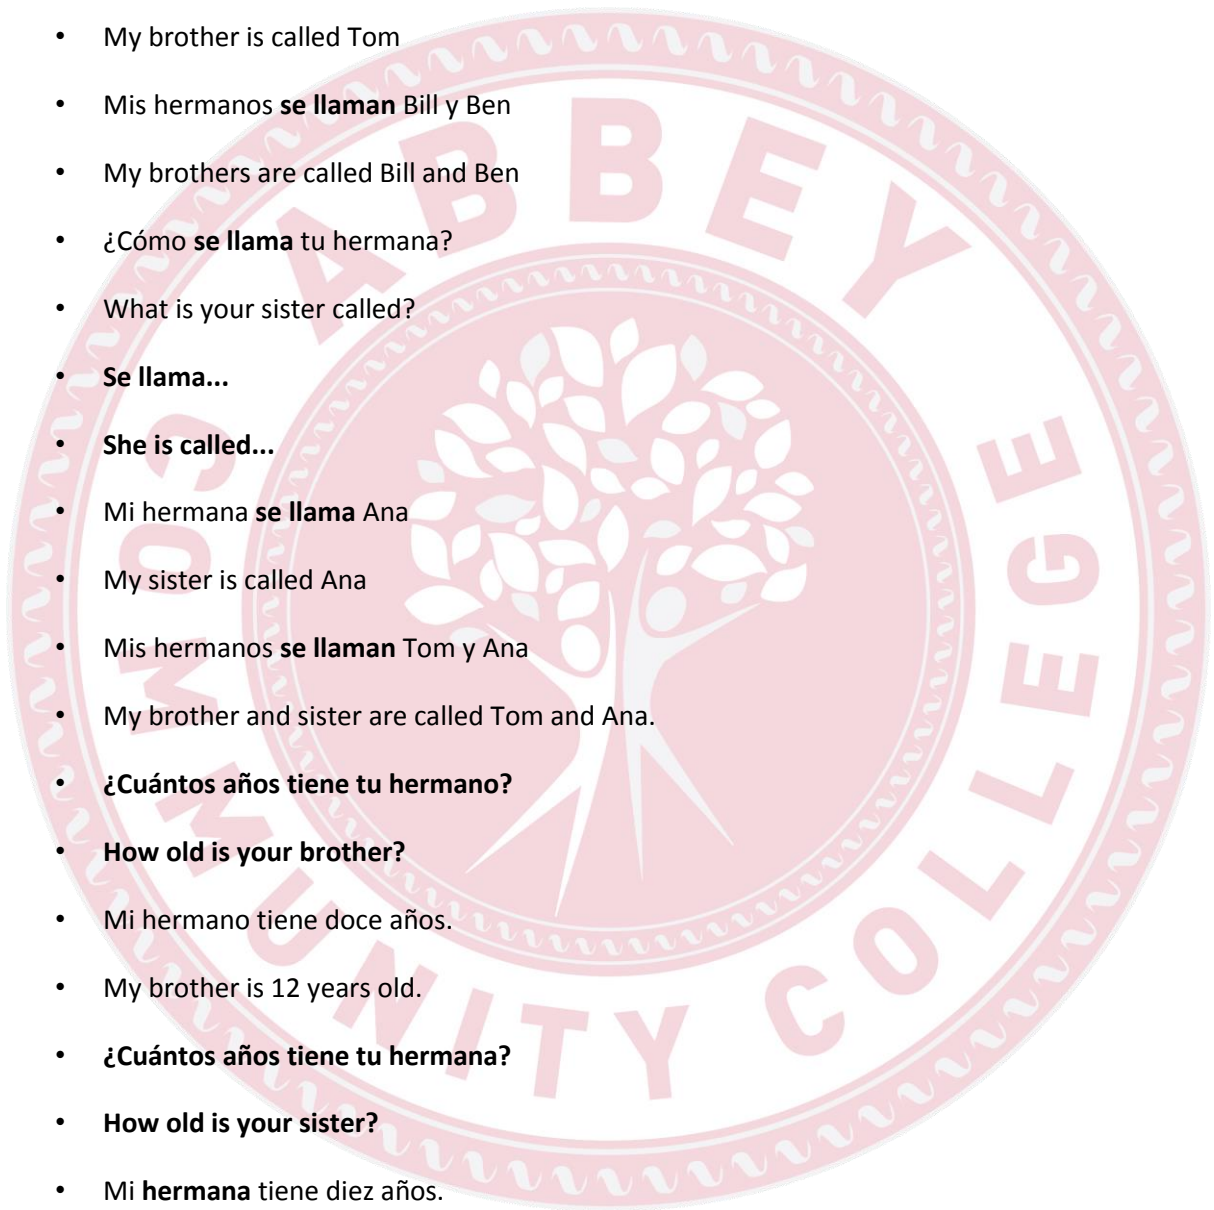 • My brother is called Tom
• Mis hermanos se llaman Bill y Ben
• My brothers are called Bill and Ben
• ¿Cómo se llama tu hermana?
• What is your sister called?
• Se llama...
• She is called...
• Mi hermana se llama Ana
• My sister is called Ana
• Mis hermanos se llaman Tom y Ana
• My brother and sister are called Tom and Ana.
• ¿Cuántos años tiene tu hermano?
• How old is your brother?
• Mi hermano tiene doce años.
• My brother is 12 years old.
• ¿Cuántos años tiene tu hermana?
• How old is your sister?
• Mi hermana tiene diez años.
ABBEY
COMMUNITY COLLEGE